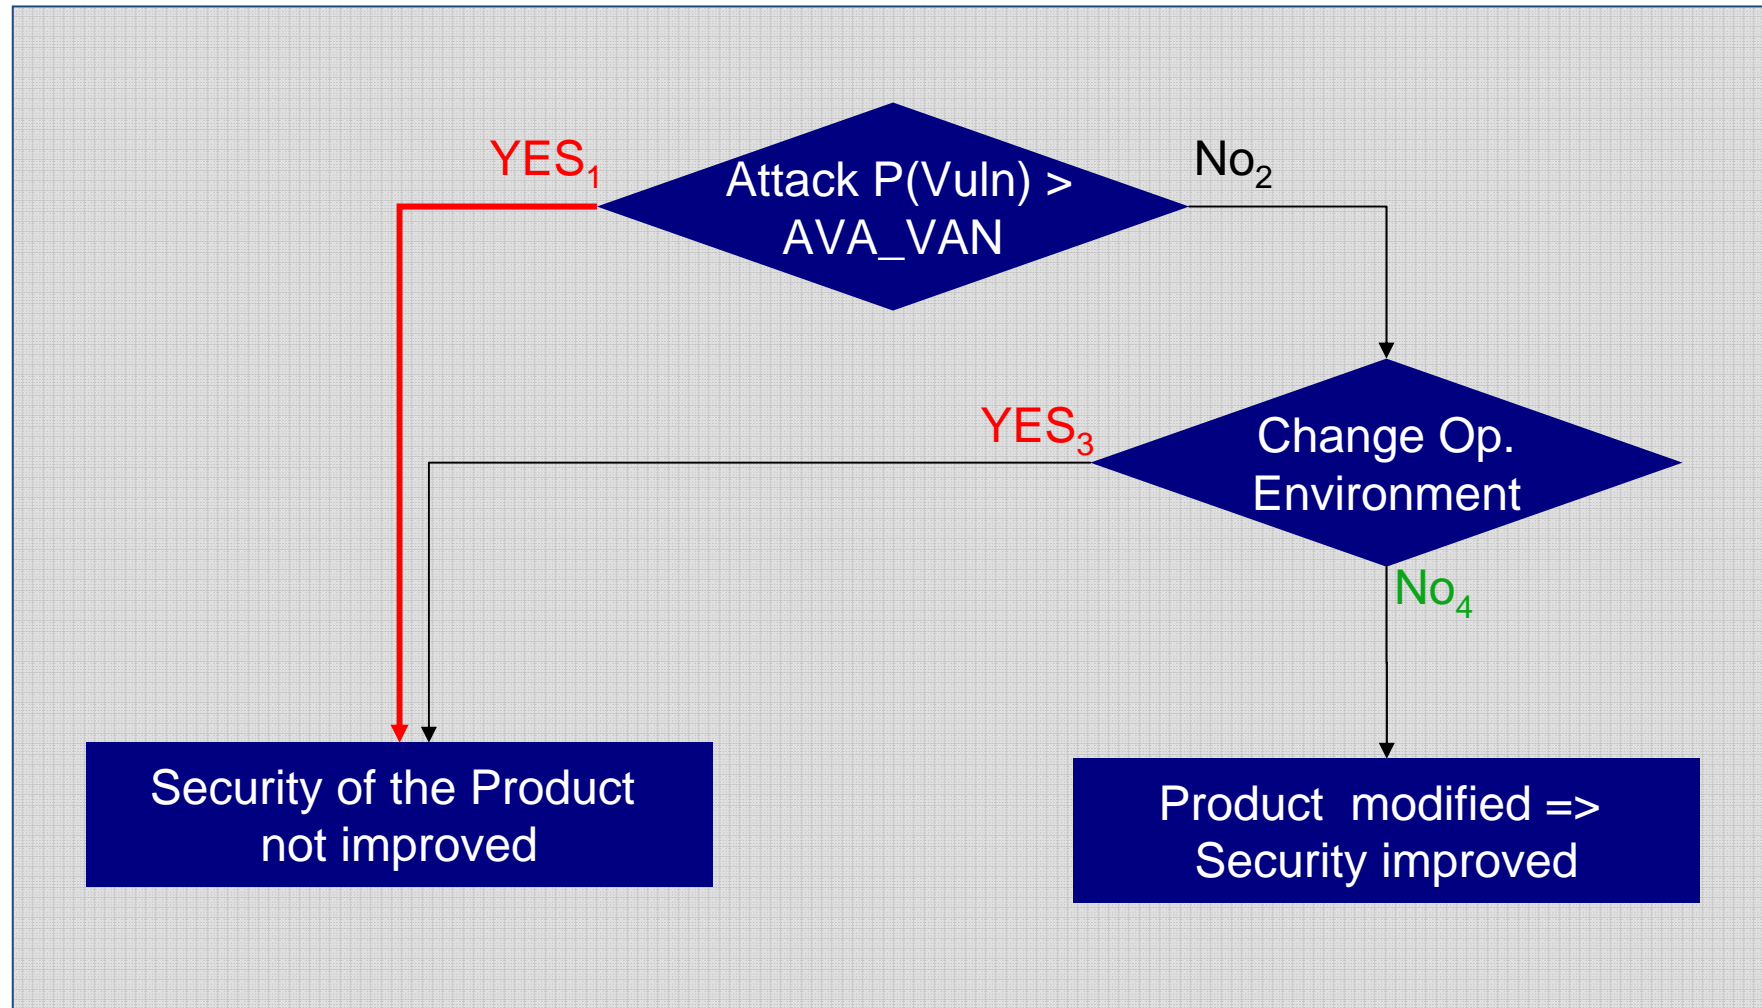 YES₁
Attack P(Vuln) >
AVA_VAN
No₂
YES₃
Change Op.
Environment
No₄
Security of the Product
not improved
Product modified =>
Security improved